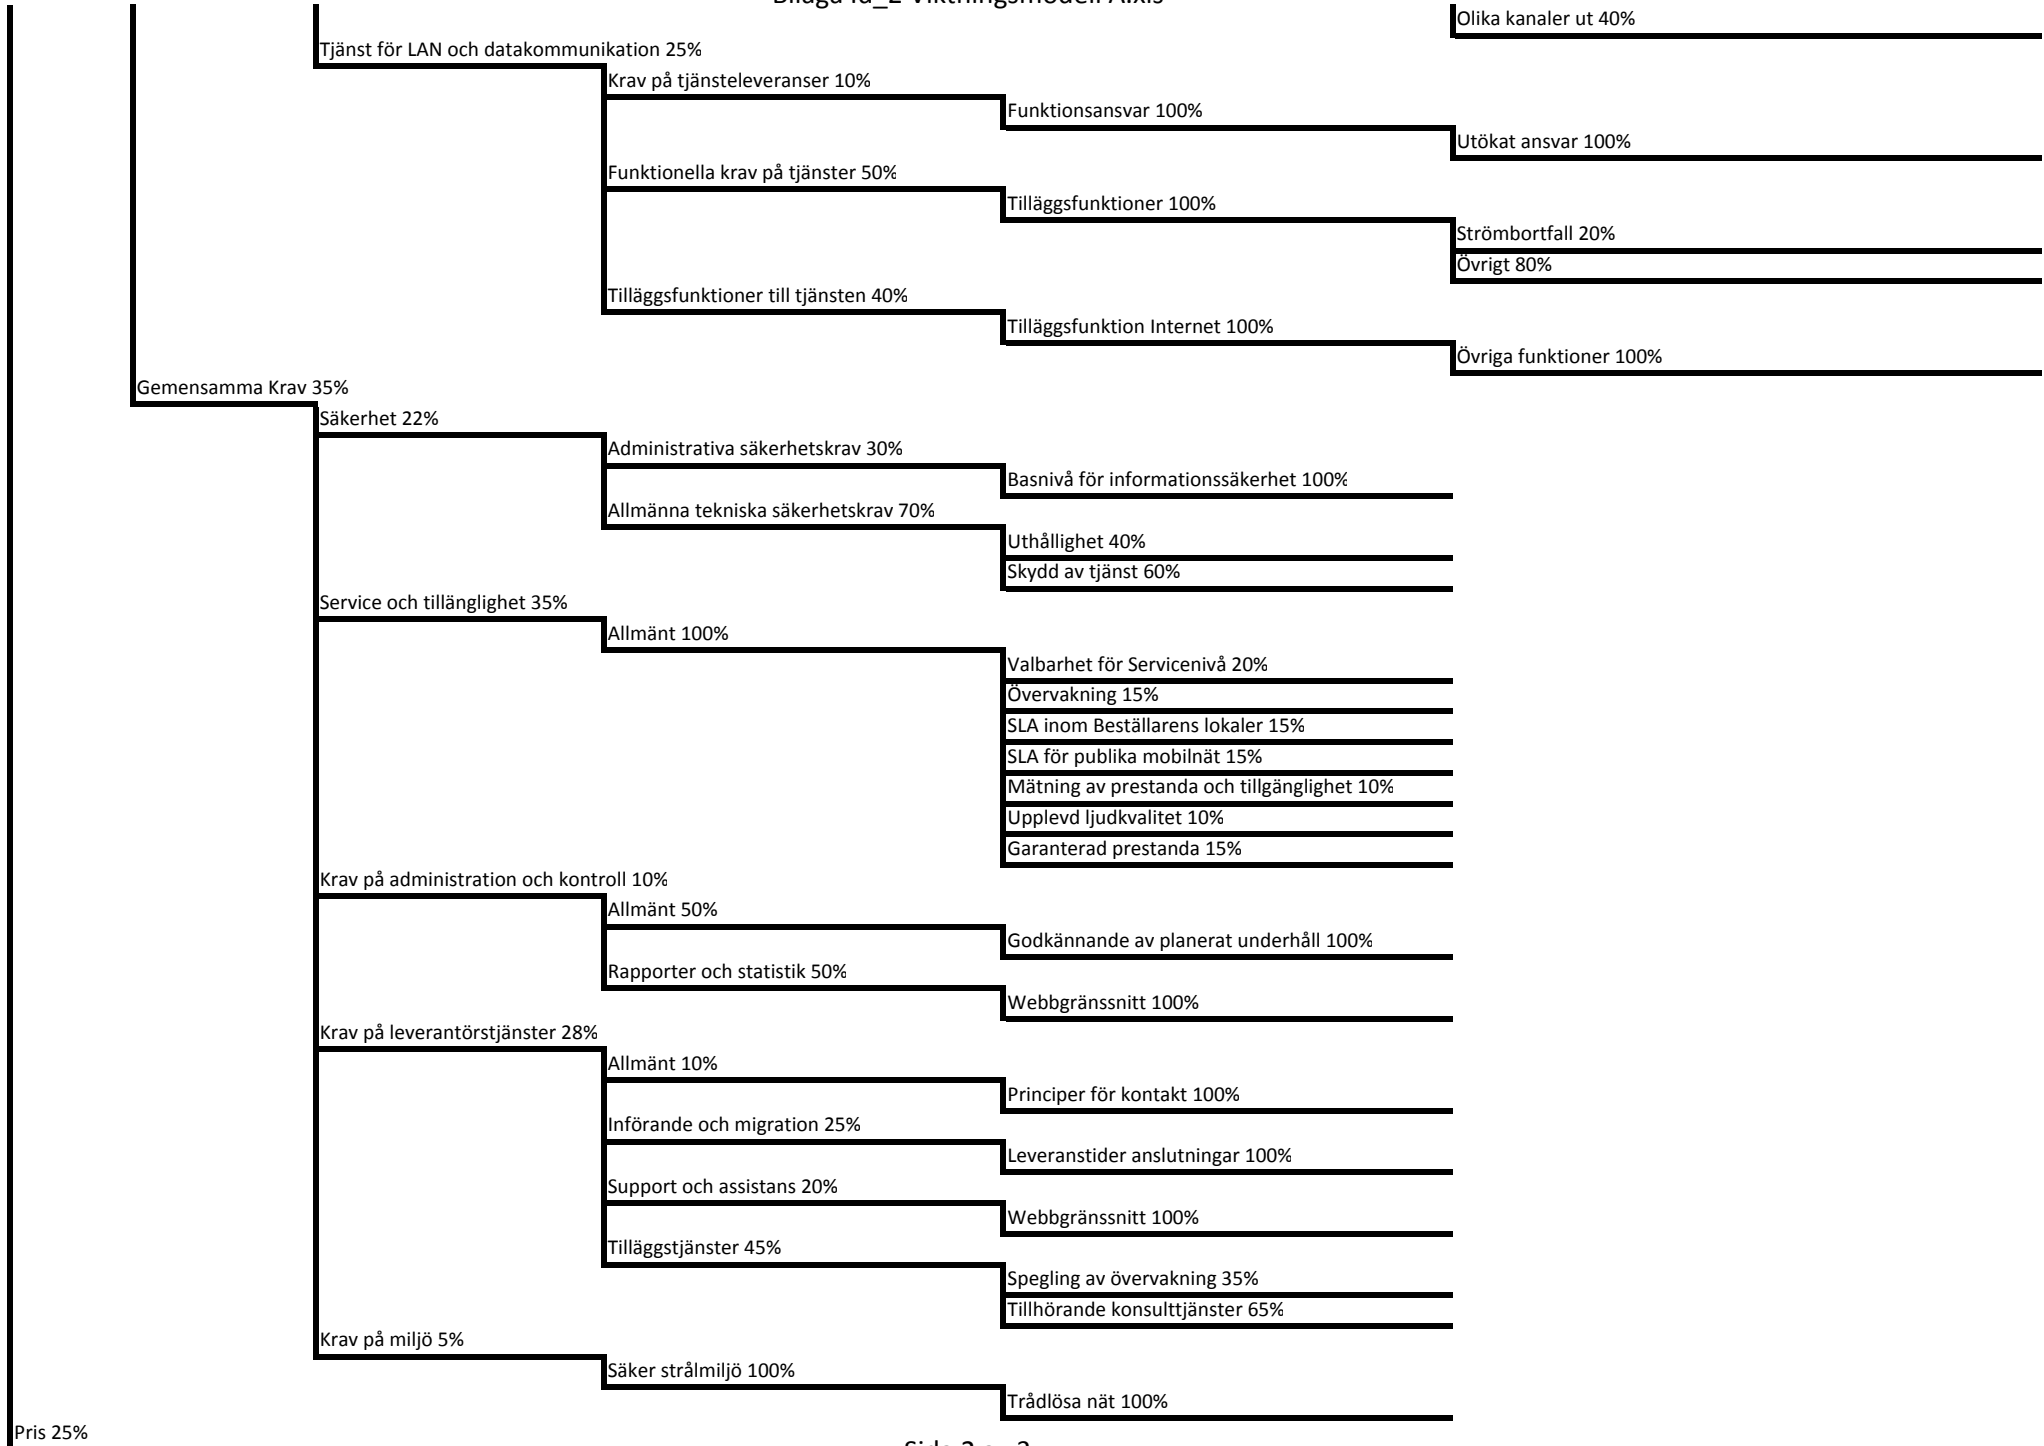 Bilaga Id_2 Viktningsmodell A.xls
Olika kanaler ut 40%
Tjänst för LAN och datakommunikation 25%
Krav på tjänsteleveranser 10%
Funktionsansvar 100%
Utökat ansvar 100%
Funktionella krav på tjänster 50%
Tilläggsfunktioner 100%
Strömbortfall 20%
Övrigt 80%
Tilläggsfunktioner till tjänsten 40%
Tilläggsfunktion Internet 100%
Övriga funktioner 100%
Gemensamma Krav 35%
Säkerhet 22%
Administrativa säkerhetskrav 30%
Basnivå för informationssäkerhet 100%
Allmänna tekniska säkerhetskrav 70%
Uthållighet 40%
Skydd av tjänst 60%
Service och tillänglighet 35%
Allmänt 100%
Valbarhet för Servicenivå 20%
Övervakning 15%
SLA inom Beställarens lokaler 15%
SLA för publika mobilnät 15%
Mätning av prestanda och tillgänglighet 10%
Upplevd ljudkvalitet 10%
Garanterad prestanda 15%
Krav på administration och kontroll 10%
Allmänt 50%
Godkännande av planerat underhåll 100%
Rapporter och statistik 50%
Webbgränssnitt 100%
Krav på leverantörstjänster 28%
Allmänt 10%
Principer för kontakt 100%
Införande och migration 25%
Leveranstider anslutningar 100%
Support och assistans 20%
Webbgränssnitt 100%
Tilläggstjänster 45%
Spegling av övervakning 35%
Tillhörande konsulttjänster 65%
Krav på miljö 5%
Säker strålmiljö 100%
Trådlösa nät 100%
Pris 25%